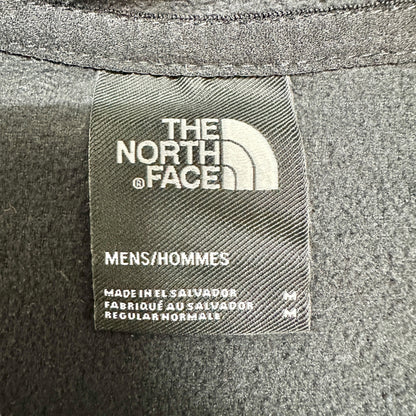 THE
NORTH
® FACE
MENS/HOMMES
MADE IN EL SALVADOR M
FABRIQUÉ AU SALVADOR M
REGULAR NORMALE